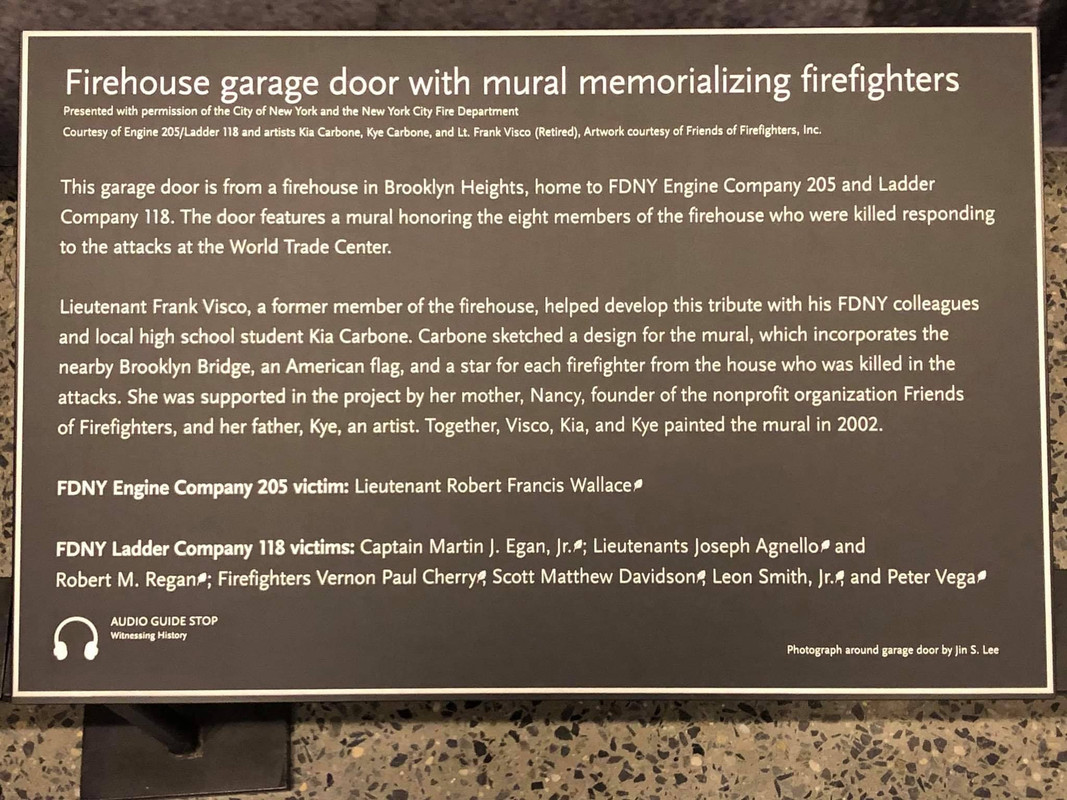 Firehouse garage door with mural memorializing firefighters
Presented with permission of the City of New York and the New York City Fire Department
Courtesy of Engine 205/Ladder 118 and artists Kia Carbone, Kye Carbone, and Lt. Frank Visco (Retired), Artwork courtesy of Friends of Firefighters, Inc.
This garage door is from a firehouse in Brooklyn Heights, home to FDNY Engine Company 205 and Ladder
Company 118. The door features a mural honoring the eight members of the firehouse who were killed responding
to the attacks at the World Trade Center.
Lieutenant Frank Visco, a former member of the firehouse, helped develop this tribute with his FDNY colleagues
and local high school student Kia Carbone. Carbone sketched a design for the mural, which incorporates the
nearby Brooklyn Bridge, an American flag, and a star for each firefighter from the house who was killed in the
attacks. She was supported in the project by her mother, Nancy, founder of the nonprofit organization Friends
of Firefighters, and her father, Kye, an artist. Together, Visco, Kia, and Kye painted the mural in 2002.
FDNY Engine Company 205 victim: Lieutenant Robert Francis Wallace
FDNY Ladder Company 118 victims: Captain Martin J. Egan, Jr.; Lieutenants Joseph Agnello and
Robert M. Regan; Firefighters Vernon Paul Cherry, Scott Matthew Davidson, Leon Smith, Jr., and Peter Vega
AUDIO GUIDE STOP
Witnessing History
Photograph around garage door by Jin S. Lee